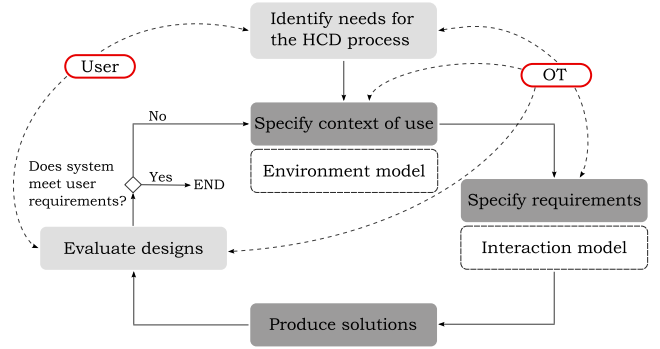 Identify needs for
the HCD process
User
OT
No
Specify context of use
Environment model
Does system
meet user
requirements?
Yes
END
Specify requirements
Evaluate designs
Interaction model
Produce solutions